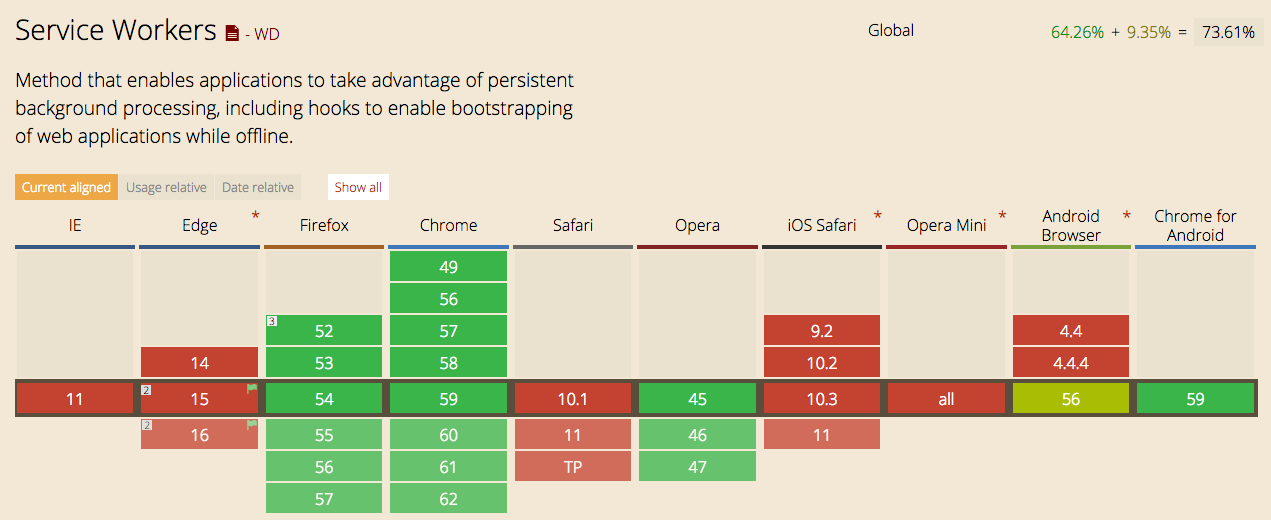 Service Workers - WD Global 64.26% + 9.35% = 73.61%
Method that enables applications to take advantage of persistent
background processing, including hooks to enable bootstrapping
of web applications while offline.
Current aligned Usage relative Date relative Show all
IE Edge * Firefox Chrome Safari Opera iOS Safari * Opera Mini * Android Browser * Chrome for Android
49
56
3 52 57 9.2 4.4
14 53 58 10.2 4.4.4
11 2 15 54 59 10.1 45 10.3 all 56 59
2 16 55 60 11 46 11
56 61 TP 47
57 62